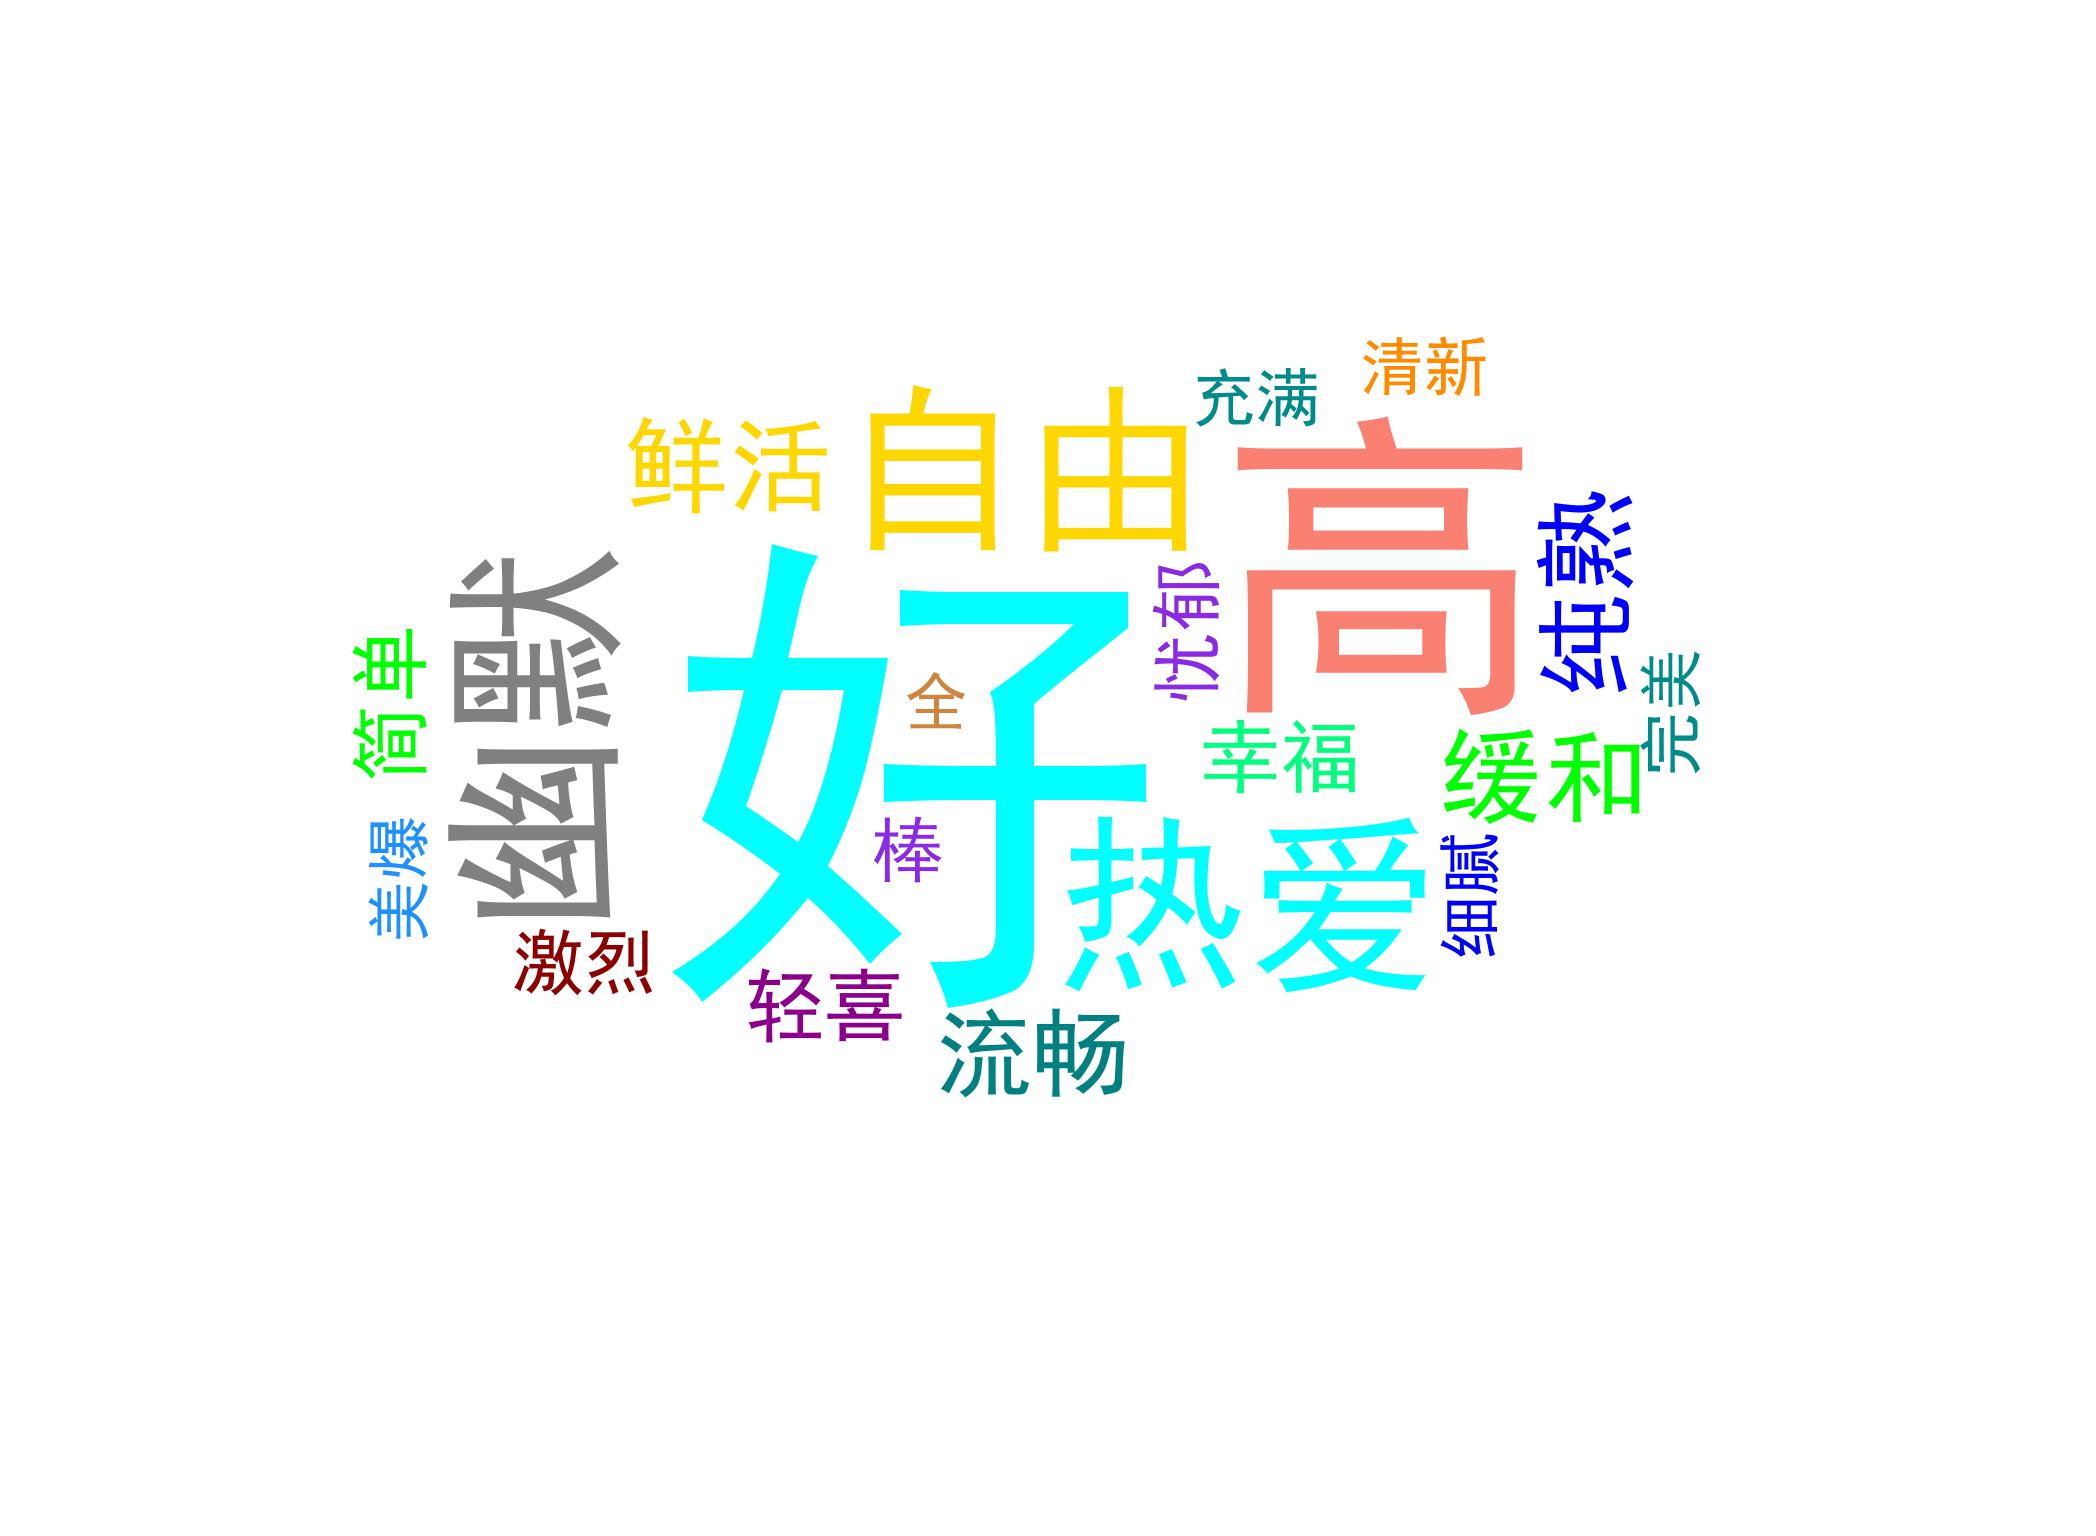 清新
充满
鲜活
自由
高
纯熟
幽默
好
忧郁
简单
全
完美
幸福
缓和
美爆
棒
热爱
细腻
激烈
轻喜
流畅